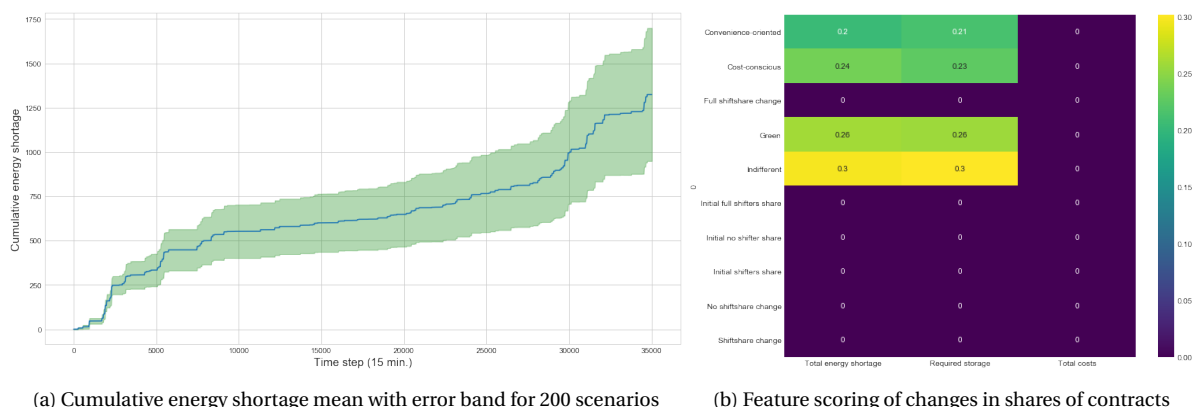 1750
1500
1250
1000
750
500
250
0
Cumulative energy shortage
0 5000 10000 15000 20000 25000 30000 35000
Time step (15 min.)
(a) Cumulative energy shortage mean with error band for 200 scenarios
Convenience-oriented 0.2 0.21 0
Cost-conscious 0.24 0.23 0
Full shiftshare change 0 0 0
Green 0.26 0.26 0
Indifferent 0.3 0.3 0
0
Initial full shifters share 0 0 0
Initial no shifter share 0 0 0
Initial shifters share 0 0 0
No shiftshare change 0 0 0
Shiftshare change 0 0 0
Total energy shortage Required storage Total costs
0.30
0.25
0.20
0.15
0.10
0.05
0.00
(b) Feature scoring of changes in shares of contracts